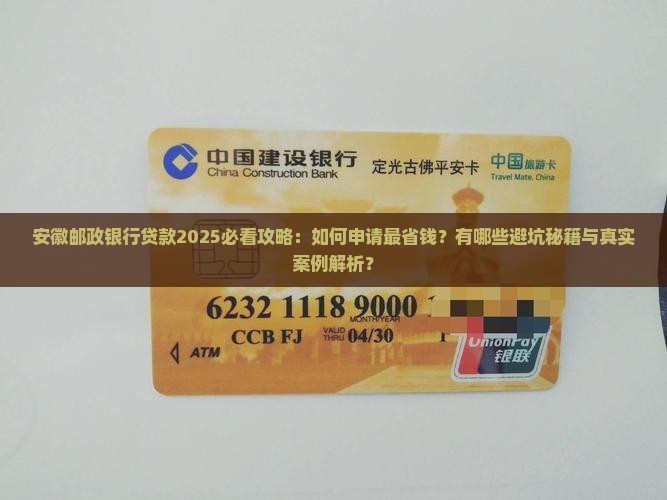 中国建设银行
China Construction Bank
定光古佛平安卡
中国旅游卡
Travel Mate, China
安徽邮政银行贷款2025必看攻略：如何申请最省钱？有哪些避坑秘籍与真实
案例解析？
6232 1118 9000
MONTH/YEAR
CCB FJ
VALID
THRU
04/30
ATM
UnionPay
银联